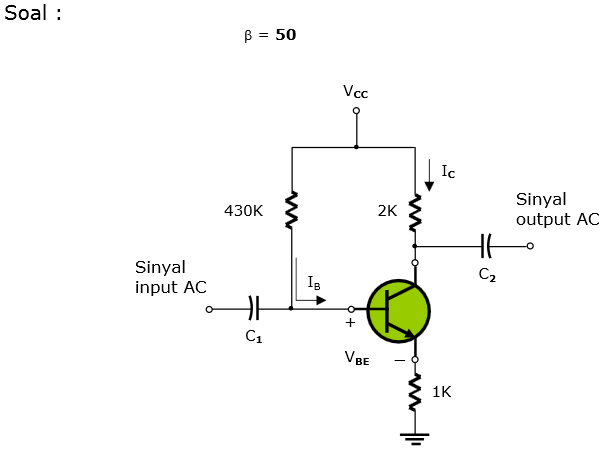 Soal :
β = 50
VCC
IC
430K
2K
Sinyal
output AC
Sinyal
input AC
IB
C2
C1
+
VBE
−
1K